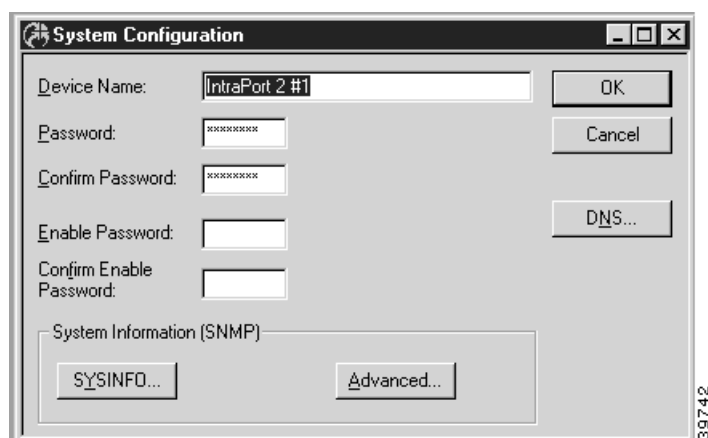 System Configuration
Device Name: IntraPort 2 #1
OK
Password: ********
Cancel
Confirm Password: ********
Enable Password:
DNS...
Confirm Enable
Password:
System Information (SNMP)
SYSINFO...
Advanced...
39742